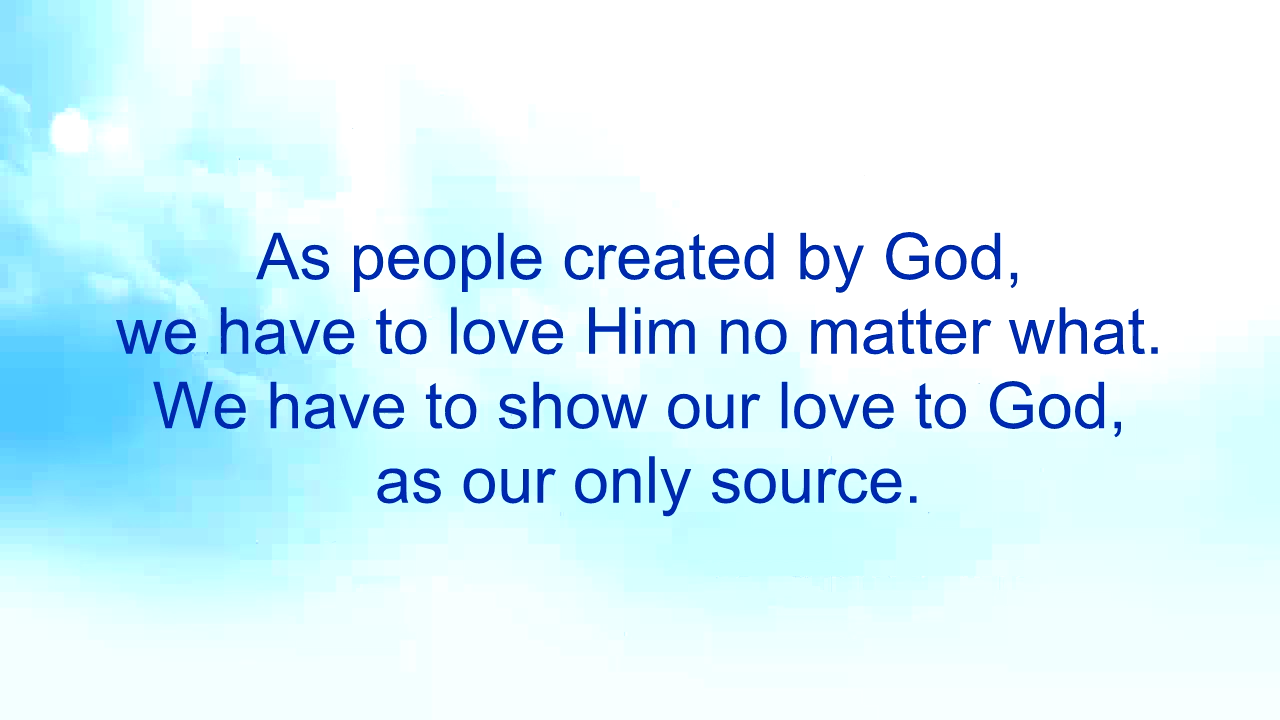 As people created by God,
we have to love Him no matter what.
We have to show our love to God,
as our only source.